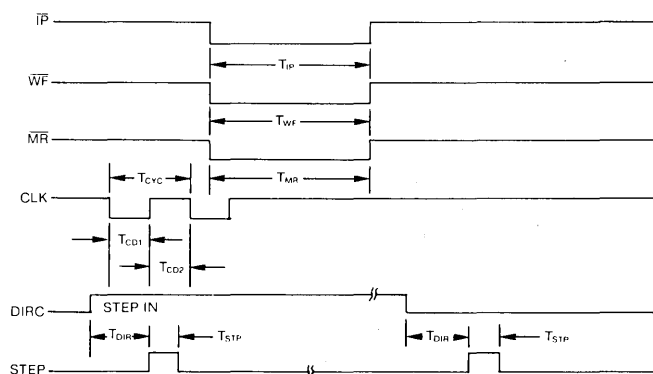 IP
T_IP
WF
T_WF
MR
T_CYC
T_MR
CLK
T_CD1
T_CD2
STEP IN
DIRC
T_DIR
T_STP
T_DIR
T_STP
STEP